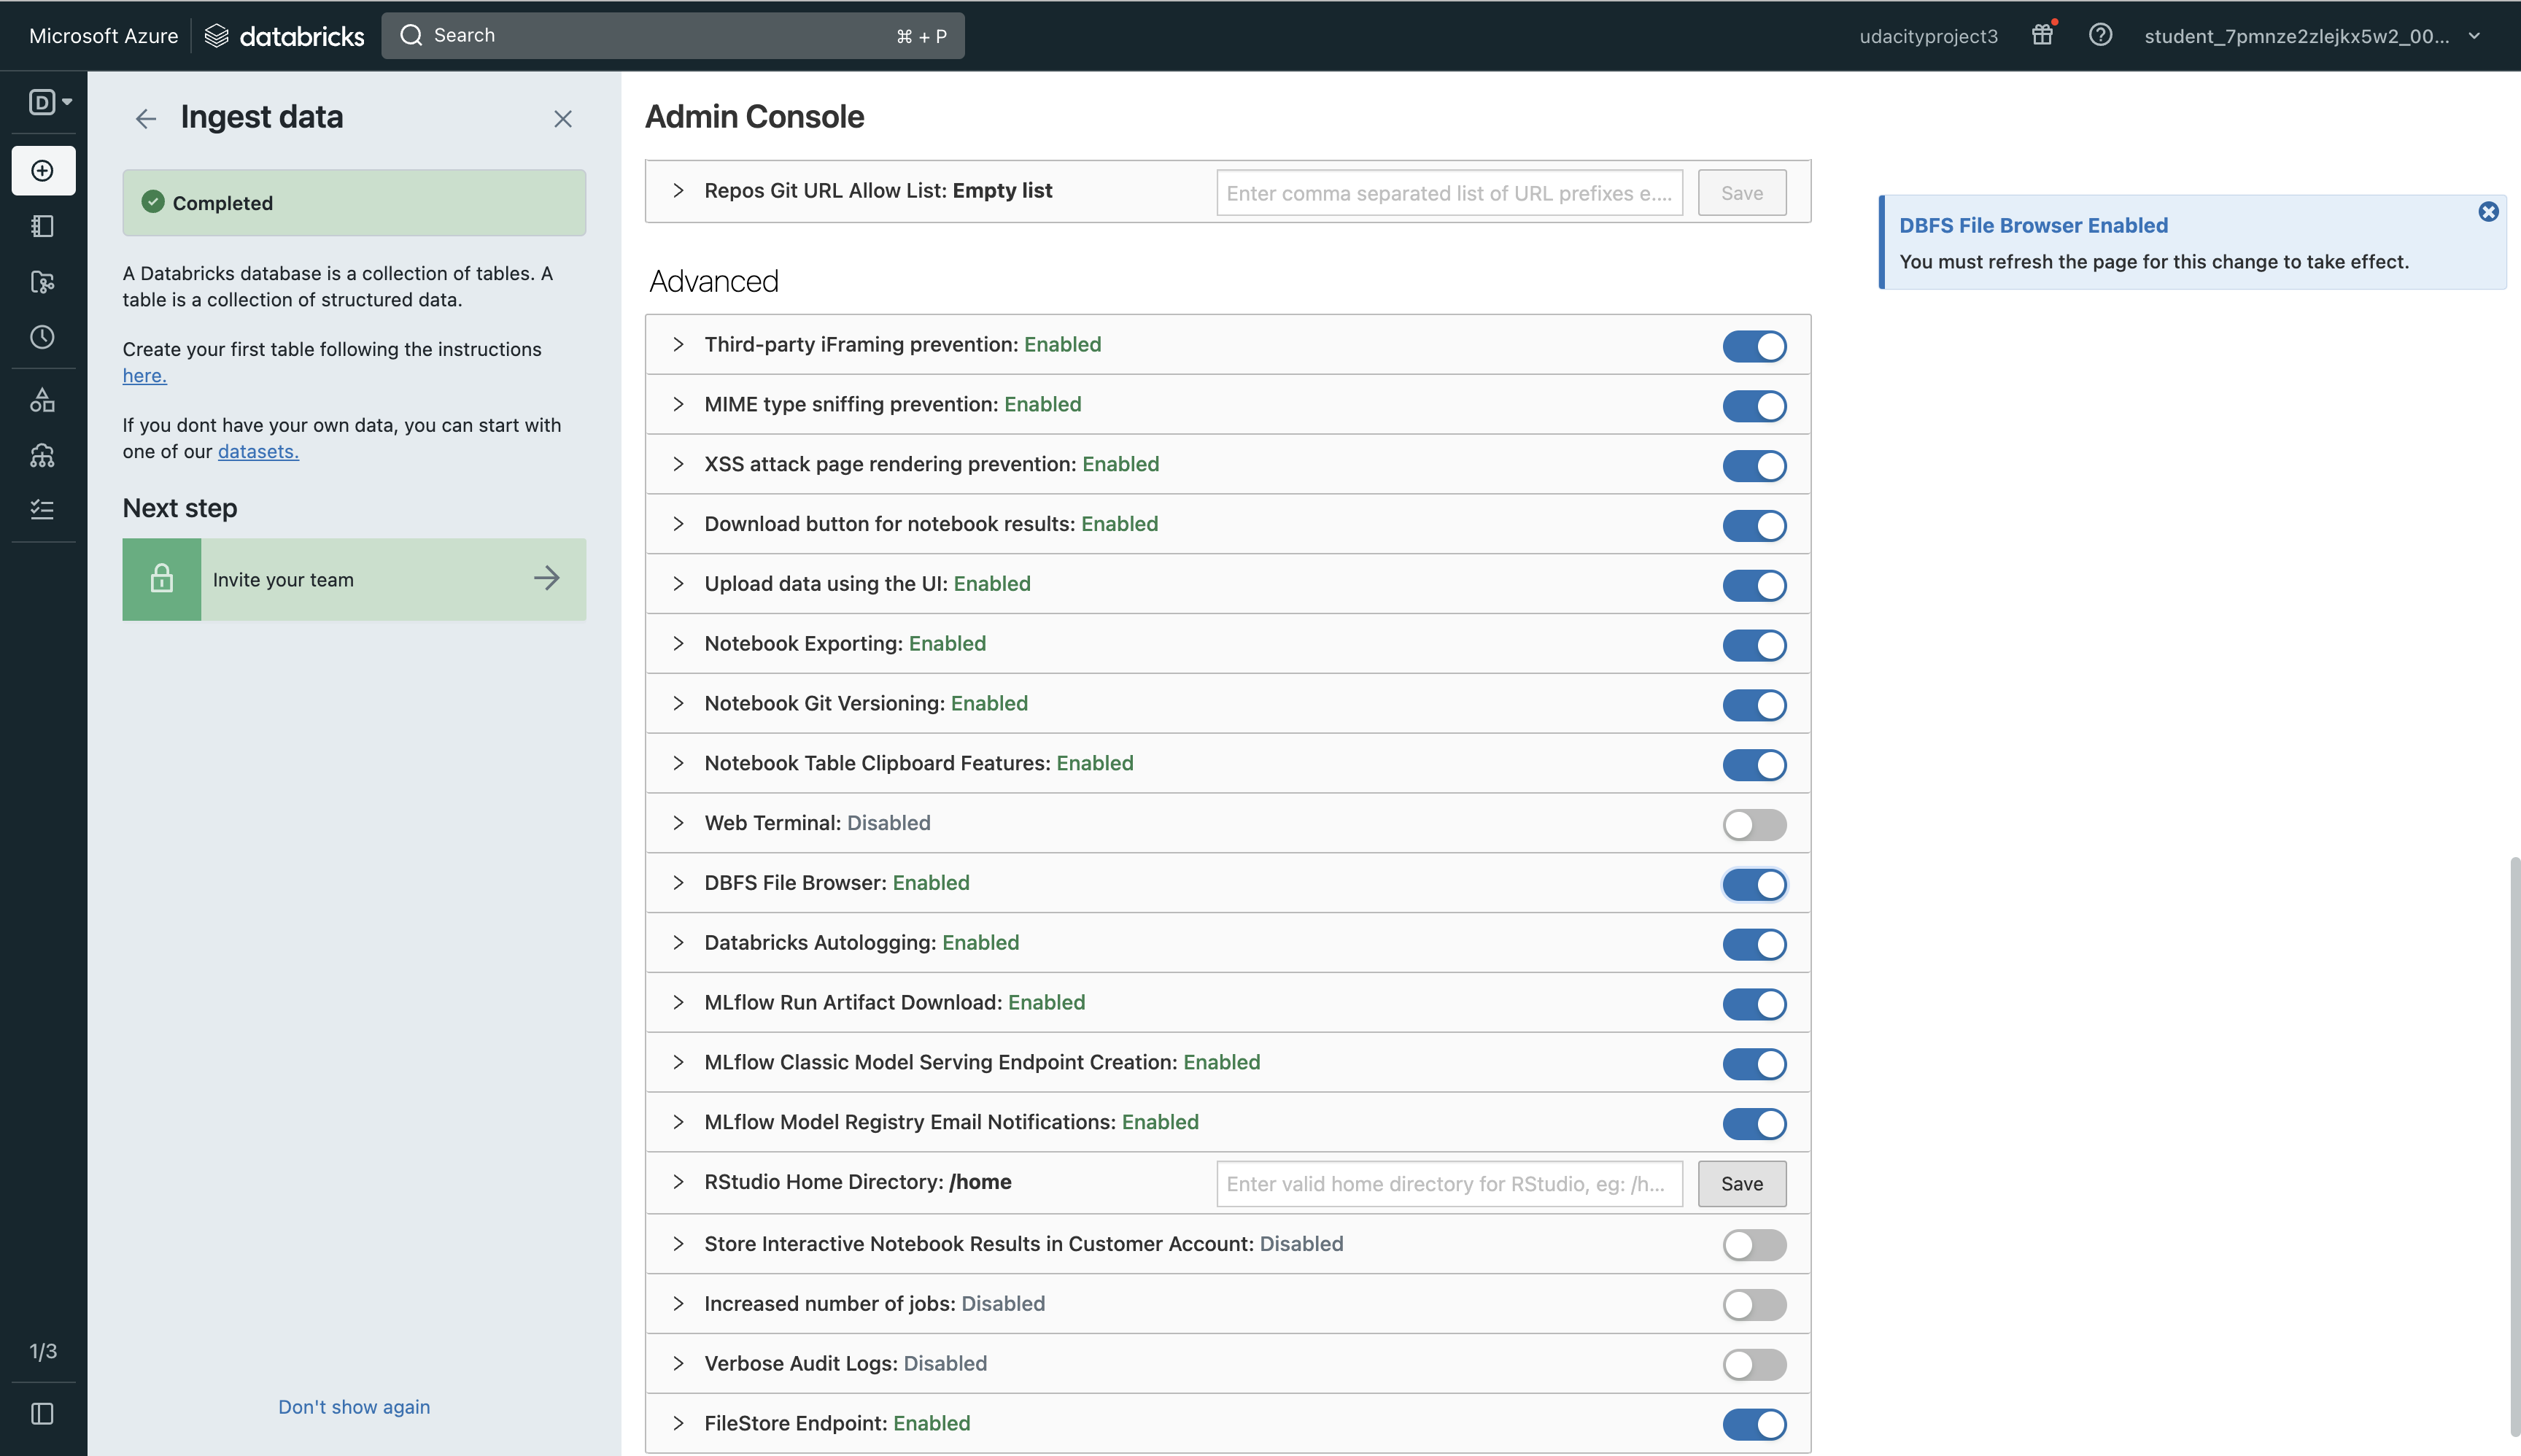 Microsoft Azure databricks Search ⌘ + P udacityproject3 student_7pmnze2zlejkx5w2_00...
D
Ingest data
Completed
A Databricks database is a collection of tables. A
table is a collection of structured data.
Create your first table following the instructions
here.
If you dont have your own data, you can start with
one of our datasets.
Next step
Invite your team
1/3
Don't show again
Admin Console
Repos Git URL Allow List: Empty list Enter comma separated list of URL prefixes e.... Save
Advanced
Third-party iFraming prevention: Enabled
MIME type sniffing prevention: Enabled
XSS attack page rendering prevention: Enabled
Download button for notebook results: Enabled
Upload data using the UI: Enabled
Notebook Exporting: Enabled
Notebook Git Versioning: Enabled
Notebook Table Clipboard Features: Enabled
Web Terminal: Disabled
DBFS File Browser: Enabled
Databricks Autologging: Enabled
MLflow Run Artifact Download: Enabled
MLflow Classic Model Serving Endpoint Creation: Enabled
MLflow Model Registry Email Notifications: Enabled
RStudio Home Directory: /home Enter valid home directory for RStudio, eg: /h... Save
Store Interactive Notebook Results in Customer Account: Disabled
Increased number of jobs: Disabled
Verbose Audit Logs: Disabled
FileStore Endpoint: Enabled
DBFS File Browser Enabled
You must refresh the page for this change to take effect.